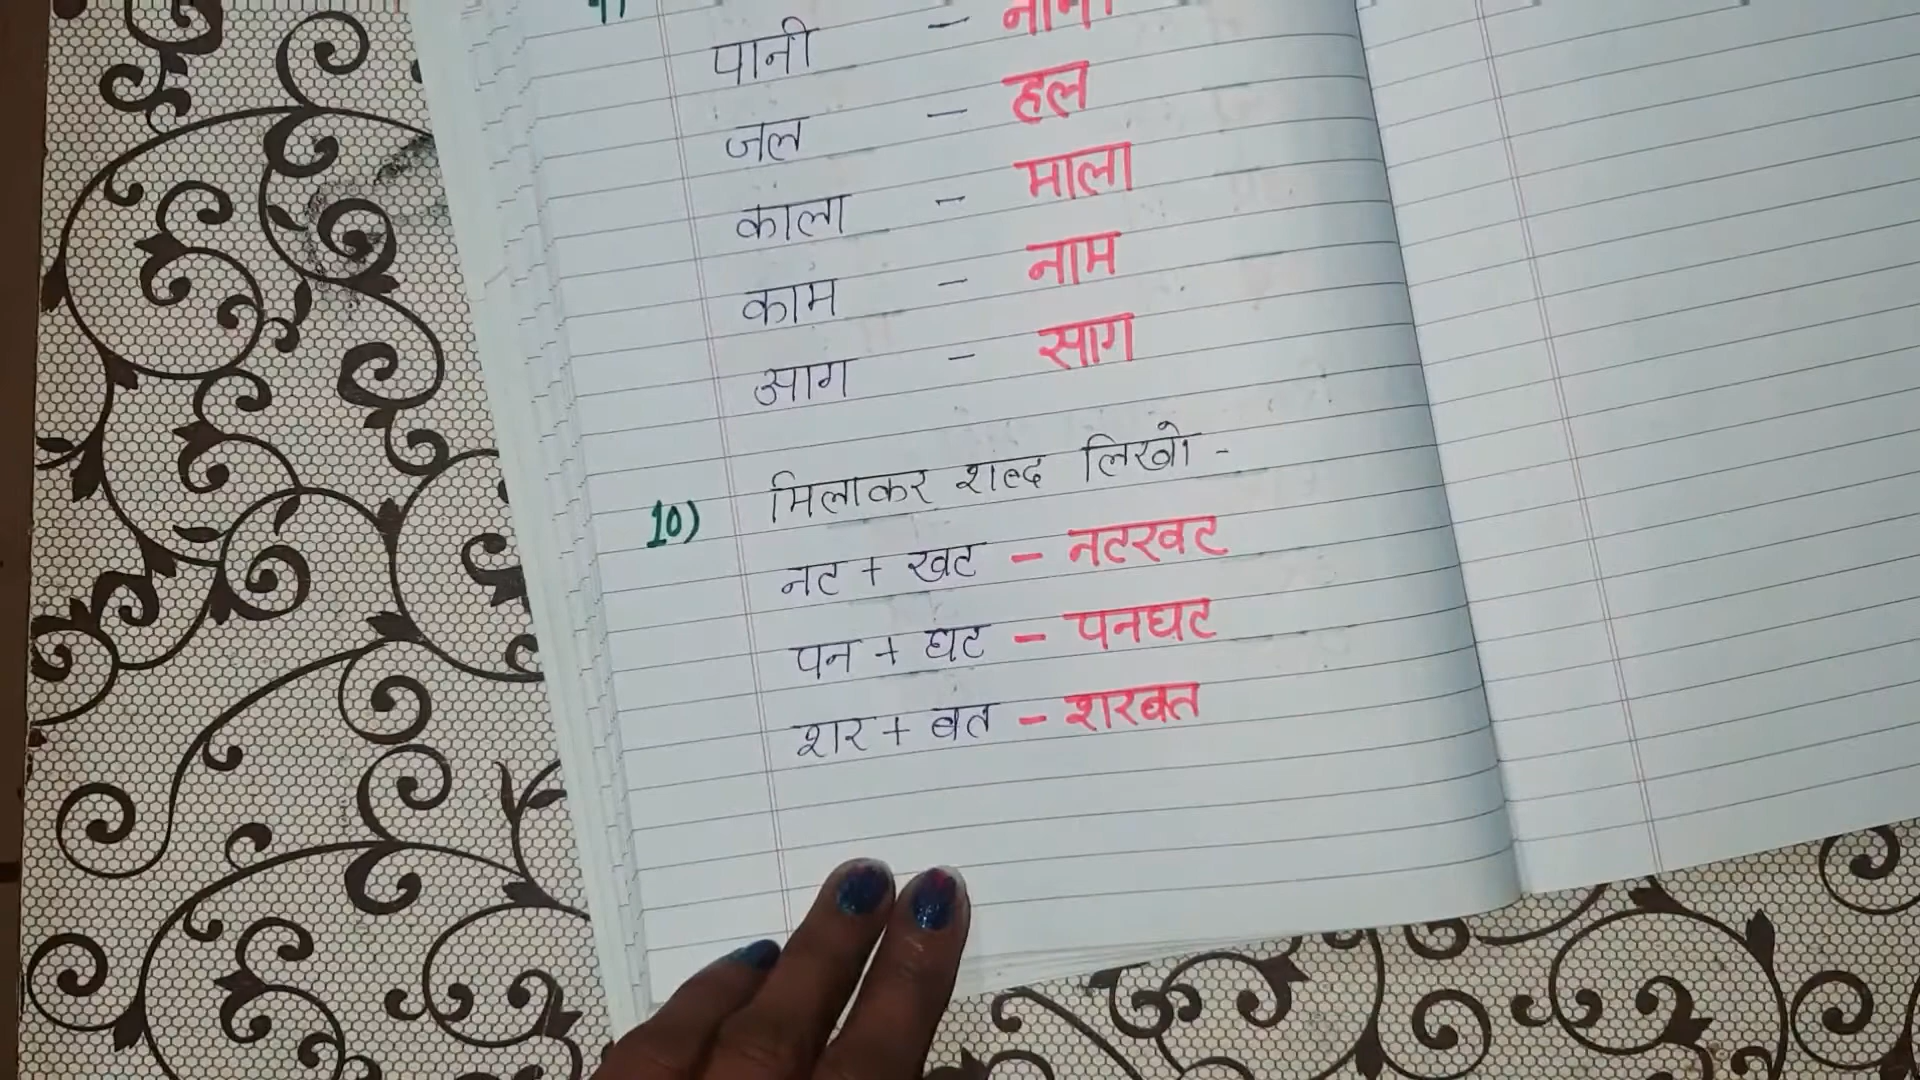 पानी -
जल - हल
काला - माला
काम - नाम
आग - साग
10) मिलाकर शब्द लिखो -
नट + खट - नटखट
पन + घट - पनघट
शर + बत - शरबत